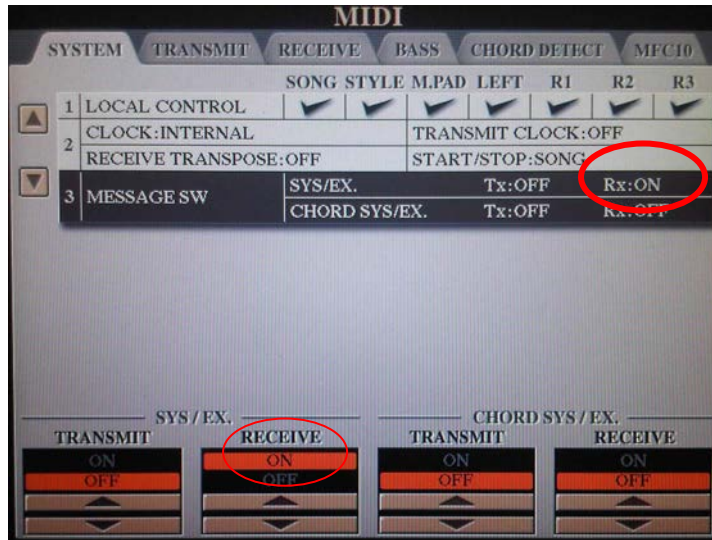 MIDI
SYSTEM TRANSMIT RECEIVE BASS CHORD DETECT MFC10
SONG STYLE M.PAD LEFT R1 R2 R3
1 LOCAL CONTROL
2 CLOCK:INTERNAL TRANSMIT CLOCK:OFF
RECEIVE TRANSPOSE:OFF START/STOP:SONG
3 MESSAGE SW SYS/EX. Tx:OFF Rx:ON
CHORD SYS/EX. Tx:OFF Rx:OFF
SYS/EX. CHORD SYS/EX.
TRANSMIT RECEIVE TRANSMIT RECEIVE
ON ON ON ON
OFF OFF OFF OFF